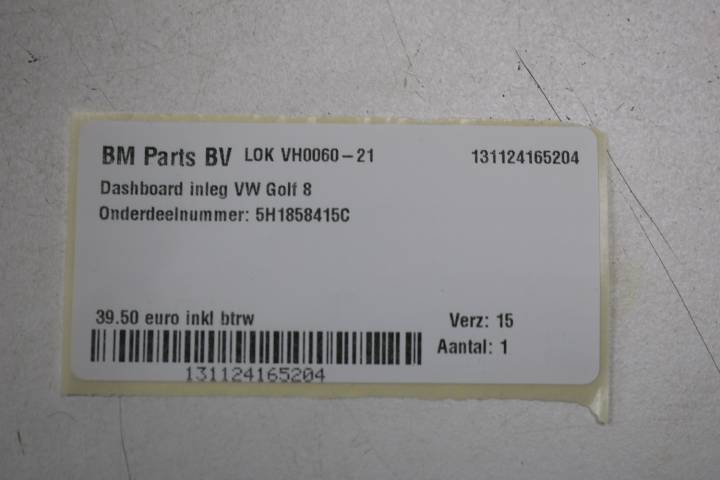 BM Parts BV LOK VH0060-21 131124165204
Dashboard inleg VW Golf 8
Onderdeelnummer: 5H1858415C
39.50 euro inkl btrw Verz: 15
Aantal: 1
131124165204